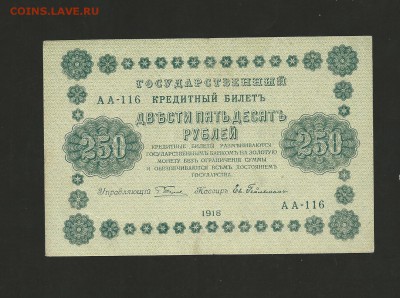 COINS.LAVE.RU
ГОСУДАРСТВЕННЫЙ
АА-116 КРЕДИТНЫЙ БИЛЕТЪ
ДВѢСТИ ПЯТЬДЕСЯТЪ
РУБЛЕЙ
250 250
КРЕДИТНЫЕ БИЛЕТЫ РАЗМѢНИВАЮТСЯ
ГОСУДАРСТВЕННЫМЪ БАНКОМЪ НА ЗОЛОТУЮ
МОНЕТУ БЕЗЪ ОГРАНИЧЕНІЯ СУММЫ
И ОБЕЗПЕЧИВАЮТСЯ ВСѢМЪ ДОСТОЯНІЕМЪ
ГОСУДАРСТВА.
Управляющій Кассиръ
АА-116
1918